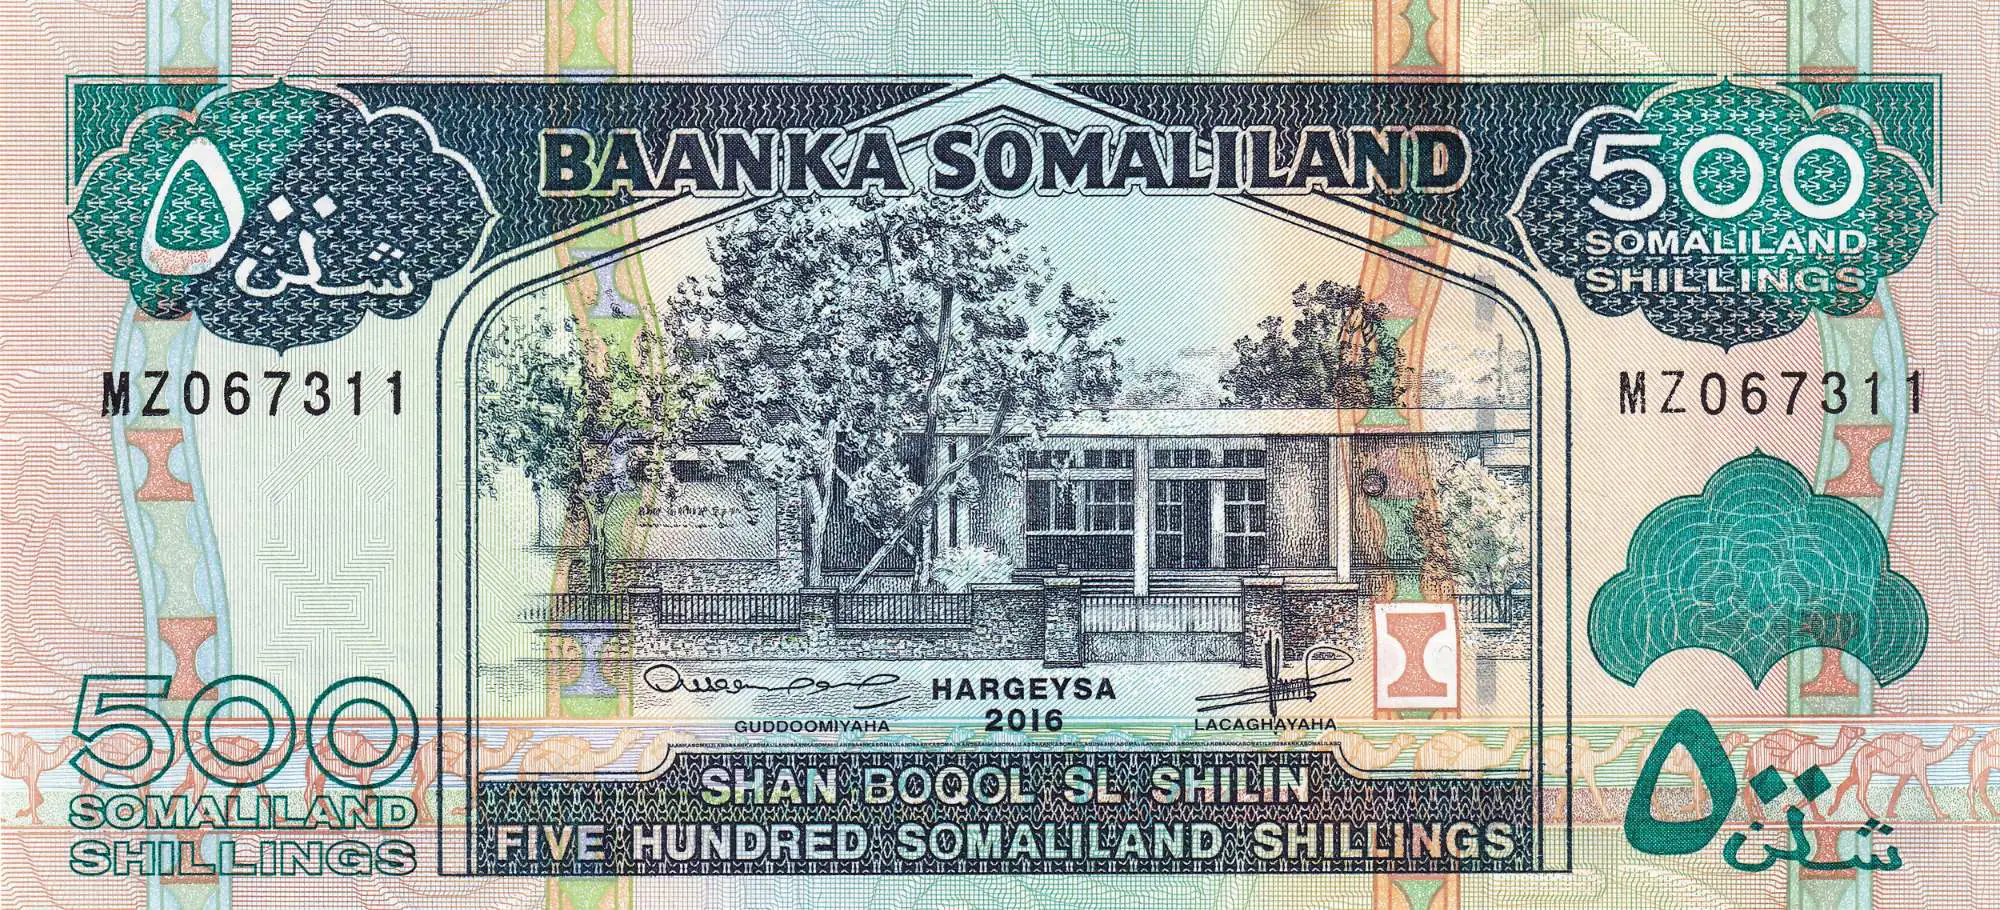 BAANKA SOMALILAND
٥٠٠
شلن
500
SOMALILAND
SHILLINGS
MZ067311
MZ067311
HARGEYSA
2016
GUDDOOMIYAHA
LACAGHAYAHA
500
SOMALILAND
SHILLINGS
SHAN BOQOL SL SHILIN
FIVE HUNDRED SOMALILAND SHILLINGS
٥٠٠
شلن